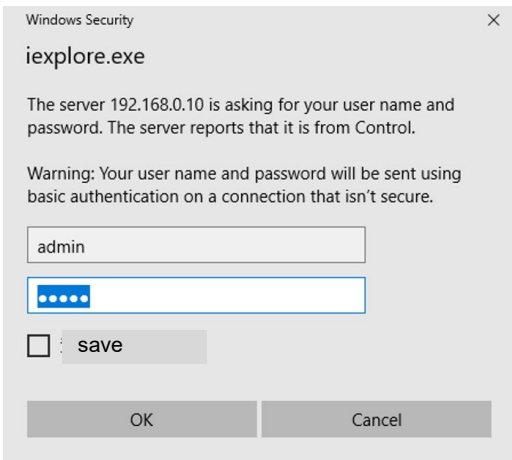 Windows Security
iexplore.exe
The server 192.168.0.10 is asking for your user name and
password. The server reports that it is from Control.
Warning: Your user name and password will be sent using
basic authentication on a connection that isn't secure.
admin
●●●●●
save
OK
Cancel